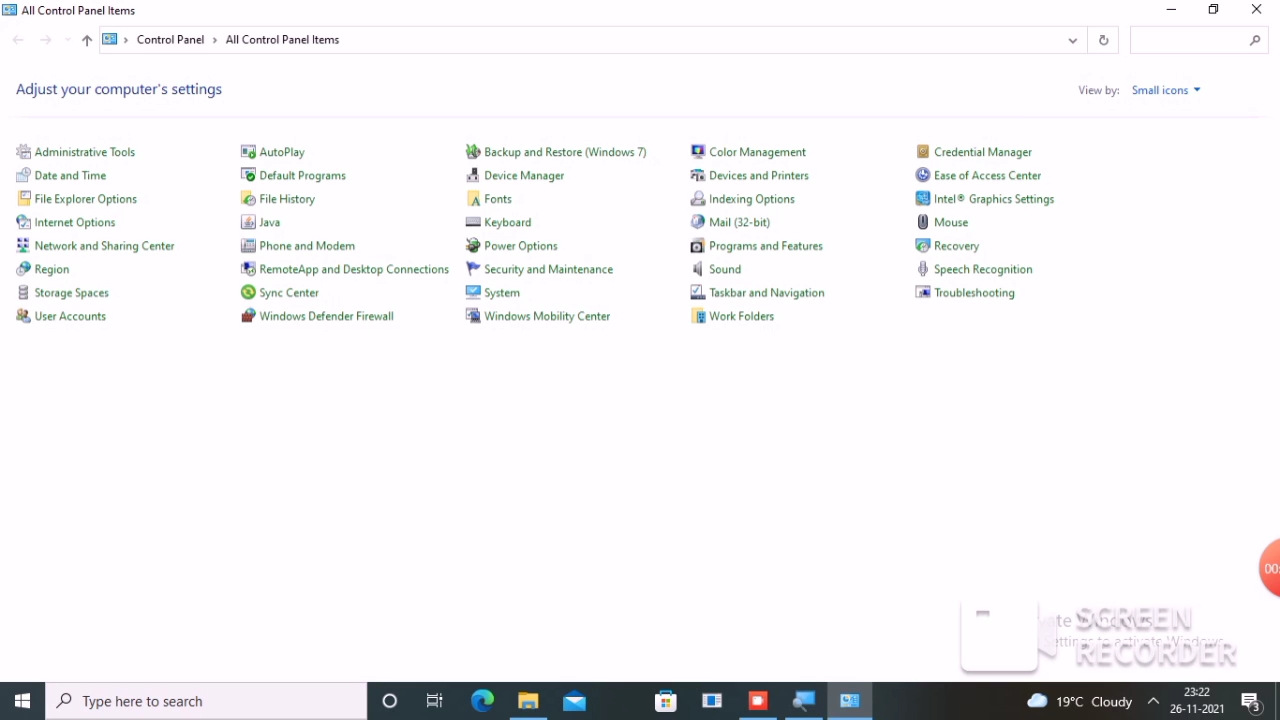 All Control Panel Items
Control Panel › All Control Panel Items
Adjust your computer's settings
View by: Small icons
Administrative Tools
AutoPlay
Backup and Restore (Windows 7)
Color Management
Credential Manager
Date and Time
Default Programs
Device Manager
Devices and Printers
Ease of Access Center
File Explorer Options
File History
Fonts
Indexing Options
Intel® Graphics Settings
Internet Options
Java
Keyboard
Mail (32-bit)
Mouse
Network and Sharing Center
Phone and Modem
Power Options
Programs and Features
Recovery
Region
RemoteApp and Desktop Connections
Security and Maintenance
Sound
Speech Recognition
Storage Spaces
Sync Center
System
Taskbar and Navigation
Troubleshooting
User Accounts
Windows Defender Firewall
Windows Mobility Center
Work Folders
00:
SCREEN
RECORDER
Windows
to activate Windows.
Type here to search
19°C Cloudy
23:22
26-11-2021
3